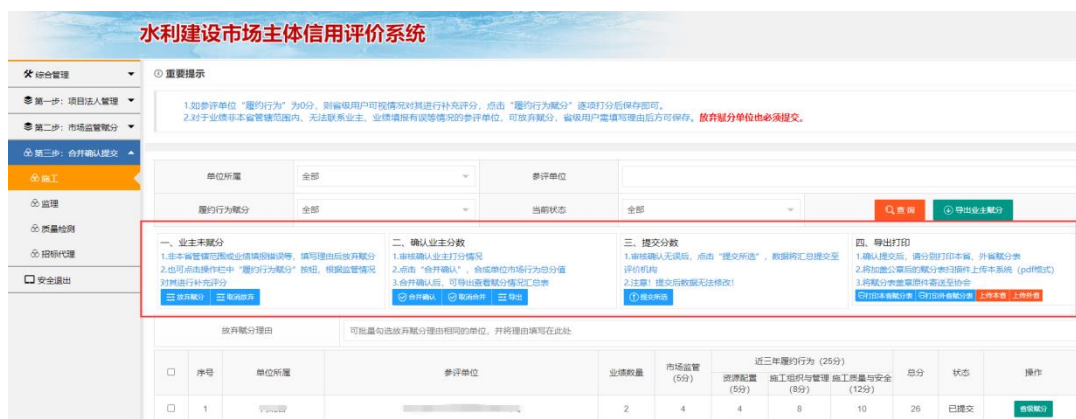 水利建设市场主体信用评价系统
综合管理
重要提示
第一步：项目法人管理
第二步：市场监管赋分
第三步：合并确认提交
施工
监理
质量检测
招标代理
安全退出
1.如参评单位“履约行为”为0分，则省级用户可视情况对其进行补充评分，点击“履约行为赋分”逐项打分后保存即可。
2.对于业绩非本省管辖范围内、无法联系业主、业绩填报有误等情况的参评单位，可放弃赋分，省级用户需填写理由后方可保存。放弃赋分单位也必须提交。
单位所属 全部 参评单位
履约行为赋分 全部 当前状态 全部 查询 导出业主赋分
一、业主未赋分
1.非本省管辖范围或业绩填报错误等，填写理由后放弃赋分
2.也可点击操作栏中“履约行为赋分”按钮，根据监管情况
对其进行补充评分
放弃赋分 取消放弃
二、确认业主分数
1.审核确认业主打分情况
2.点击“合并确认”，合成单位市场行为总分值
3.合并确认后，可导出查看赋分情况汇总表
合并确认 取消合并 导出
三、提交分数
1.审核确认无误后，点击“提交所选”，数据将汇总提交至
评价机构
2.注意！提交后数据无法修改！
提交所选
四、导出打印
1.确认提交后，请分别打印本省、外省赋分表
2.将加盖公章后的赋分表扫描件上传本系统（pdf格式）
3.将赋分表盖章原件寄送至协会
打印本省赋分表 打印外省赋分表 上传本省 上传外省
放弃赋分理由 可批量勾选放弃赋分理由相同的单位，并将理由填写在此处
序号 单位所属 参评单位 业绩数量 市场监管（5分） 近三年履约行为（25分） 总分 状态 操作
资源配置（5分） 施工组织与管理（8分） 施工质量与安全（12分）
1 2 4 4 8 10 26 已提交 省级赋分